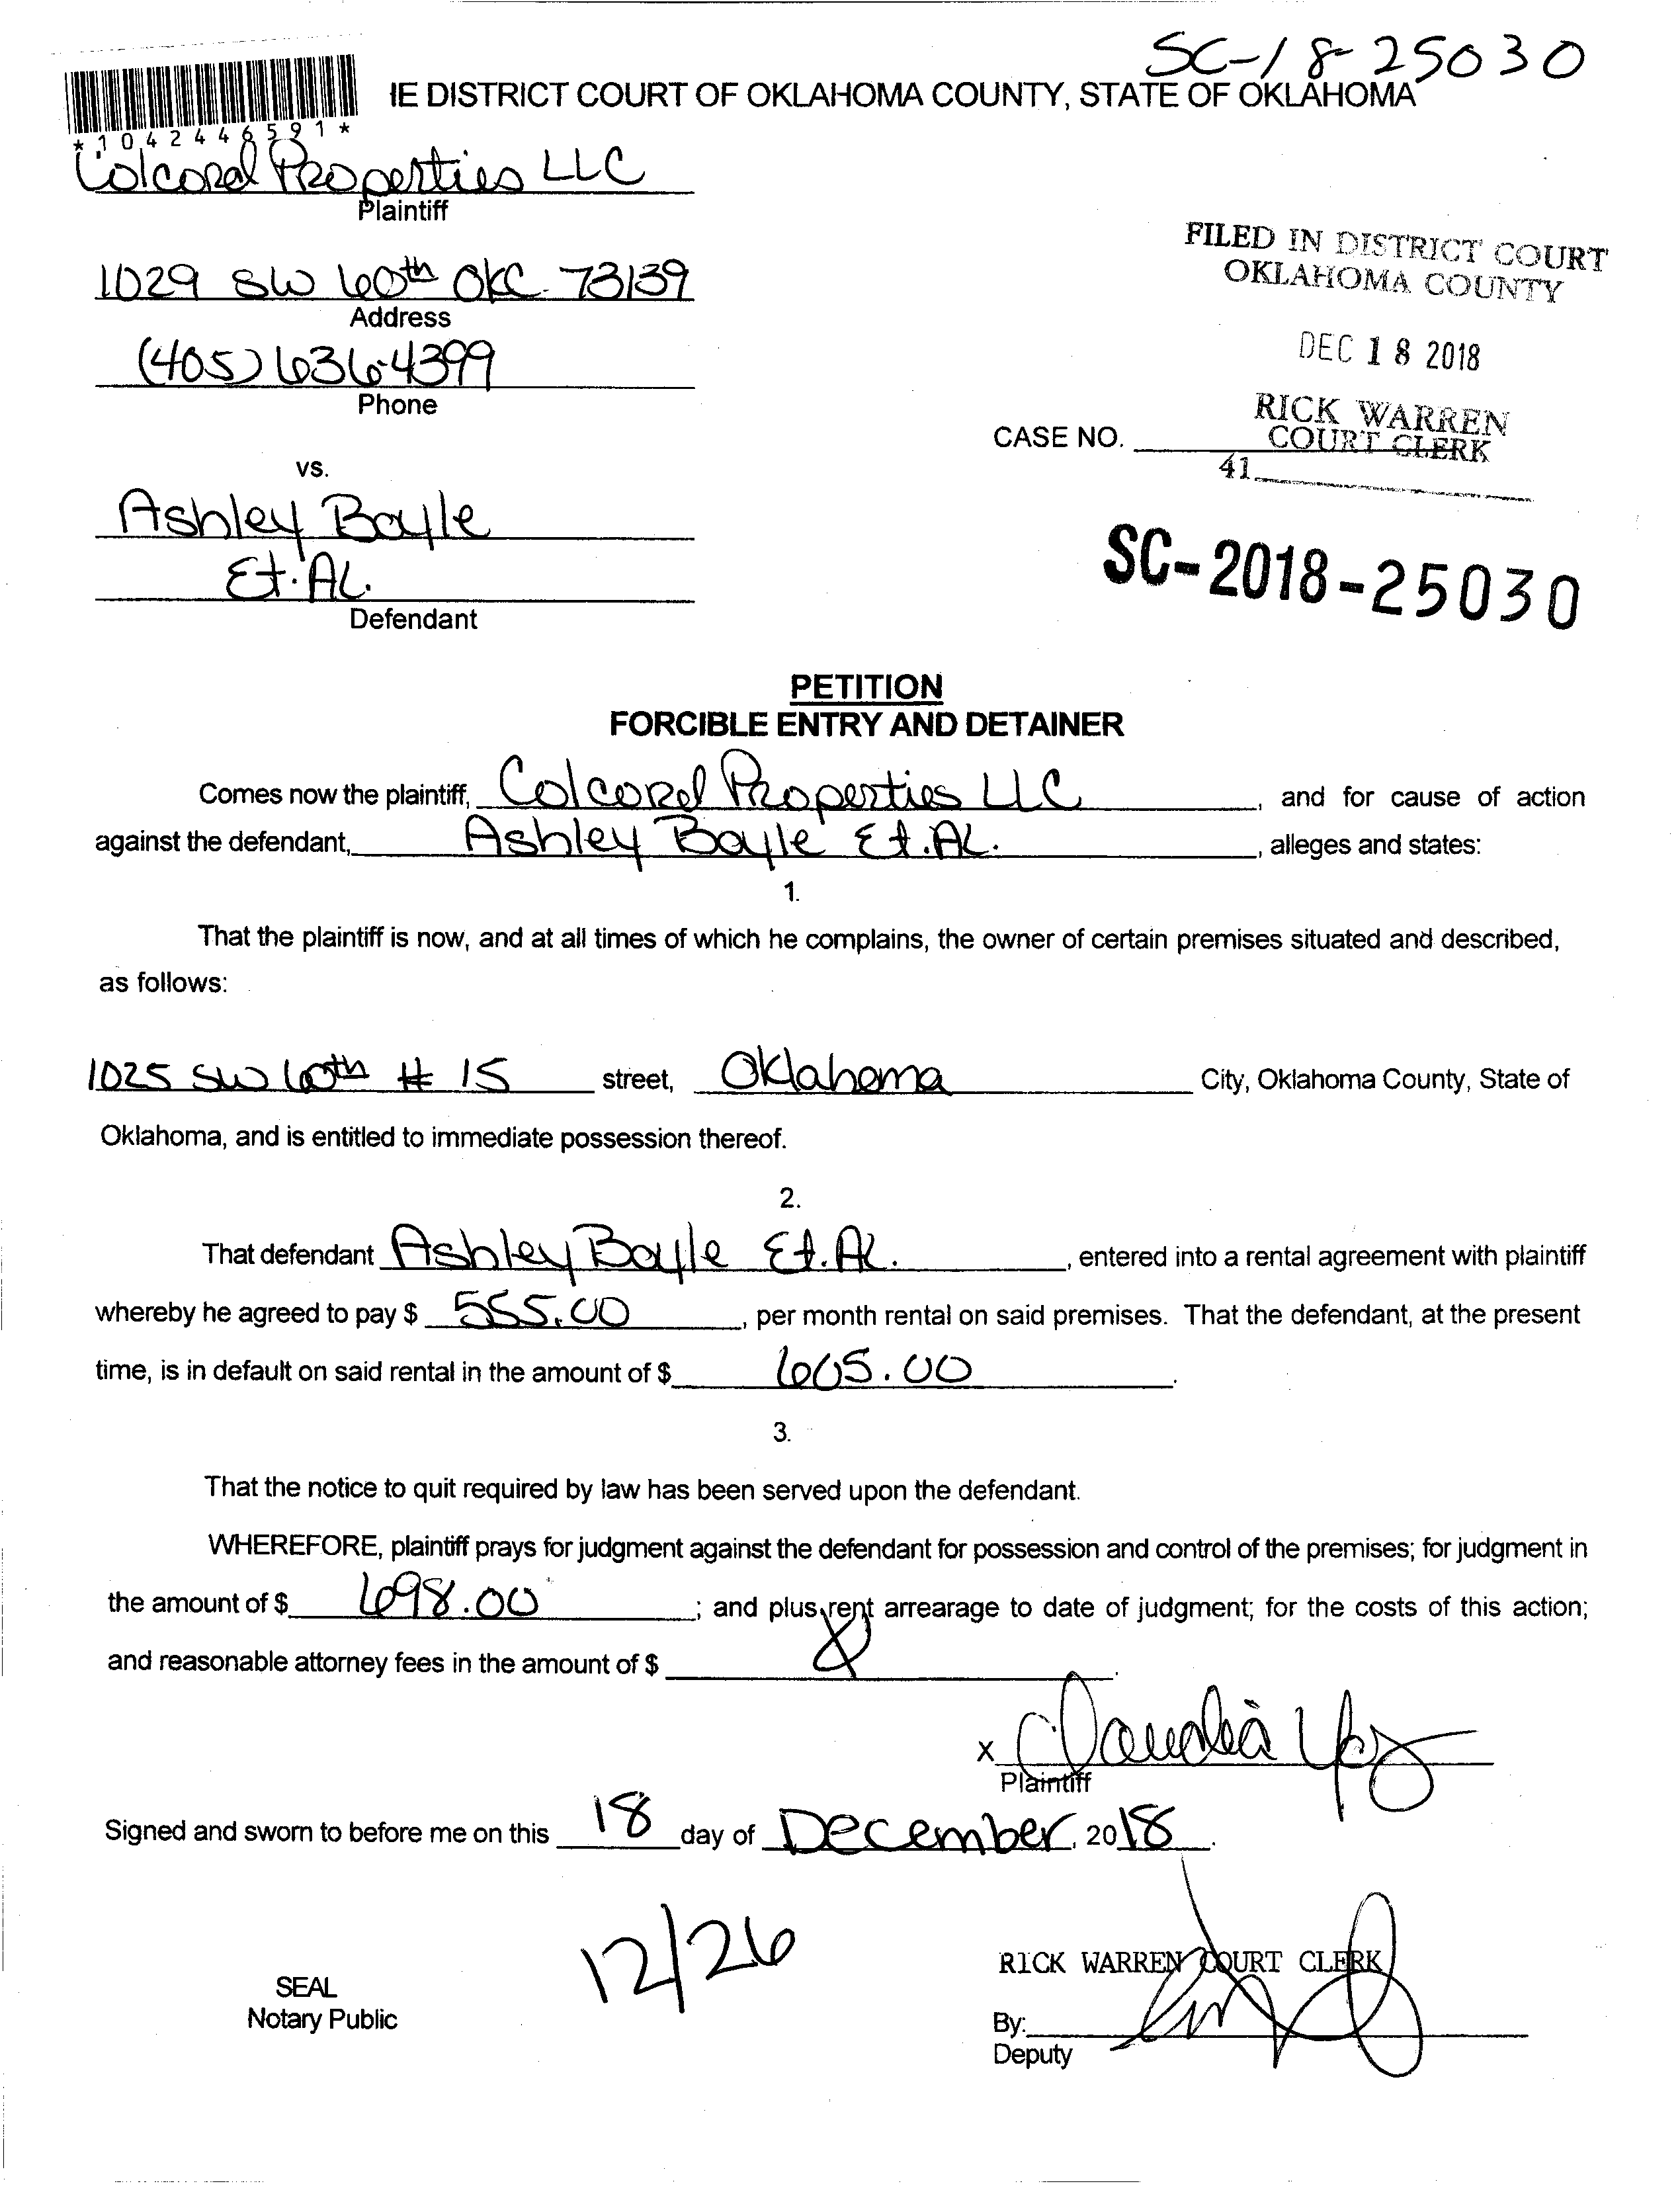 SC-18-25030
IE DISTRICT COURT OF OKLAHOMA COUNTY, STATE OF OKLAHOMA
*1042446591*
Colcord Properties LLC
Plaintiff
1029 SW 60th OKC 73139
Address
(405) 636-4399
Phone
FILED IN DISTRICT COURT
OKLAHOMA COUNTY
DEC 18 2018
RICK WARREN
COURT CLERK
41
CASE NO.
vs.
Ashley Boyle
Et. AL.
Defendant
SC-2018-25030
PETITION
FORCIBLE ENTRY AND DETAINER
Comes now the plaintiff, Colcord Properties LLC, and for cause of action
against the defendant, Ashley Boyle Et. AL., alleges and states:
1.
That the plaintiff is now, and at all times of which he complains, the owner of certain premises situated and described,
as follows:
1025 SW 60th # 15 street, Oklahoma City, Oklahoma County, State of
Oklahoma, and is entitled to immediate possession thereof.
2.
That defendant Ashley Boyle Et. AL., entered into a rental agreement with plaintiff
whereby he agreed to pay $ 555.00, per month rental on said premises. That the defendant, at the present
time, is in default on said rental in the amount of $ 605.00.
3.
That the notice to quit required by law has been served upon the defendant.
WHEREFORE, plaintiff prays for judgment against the defendant for possession and control of the premises; for judgment in
the amount of $ 698.00; and plus rent arrearage to date of judgment; for the costs of this action;
and reasonable attorney fees in the amount of $
x Claudia
Plaintiff
Signed and sworn to before me on this 18 day of December, 2018.
12/26
RICK WARREN COURT CLERK
SEAL
Notary Public
By:
Deputy